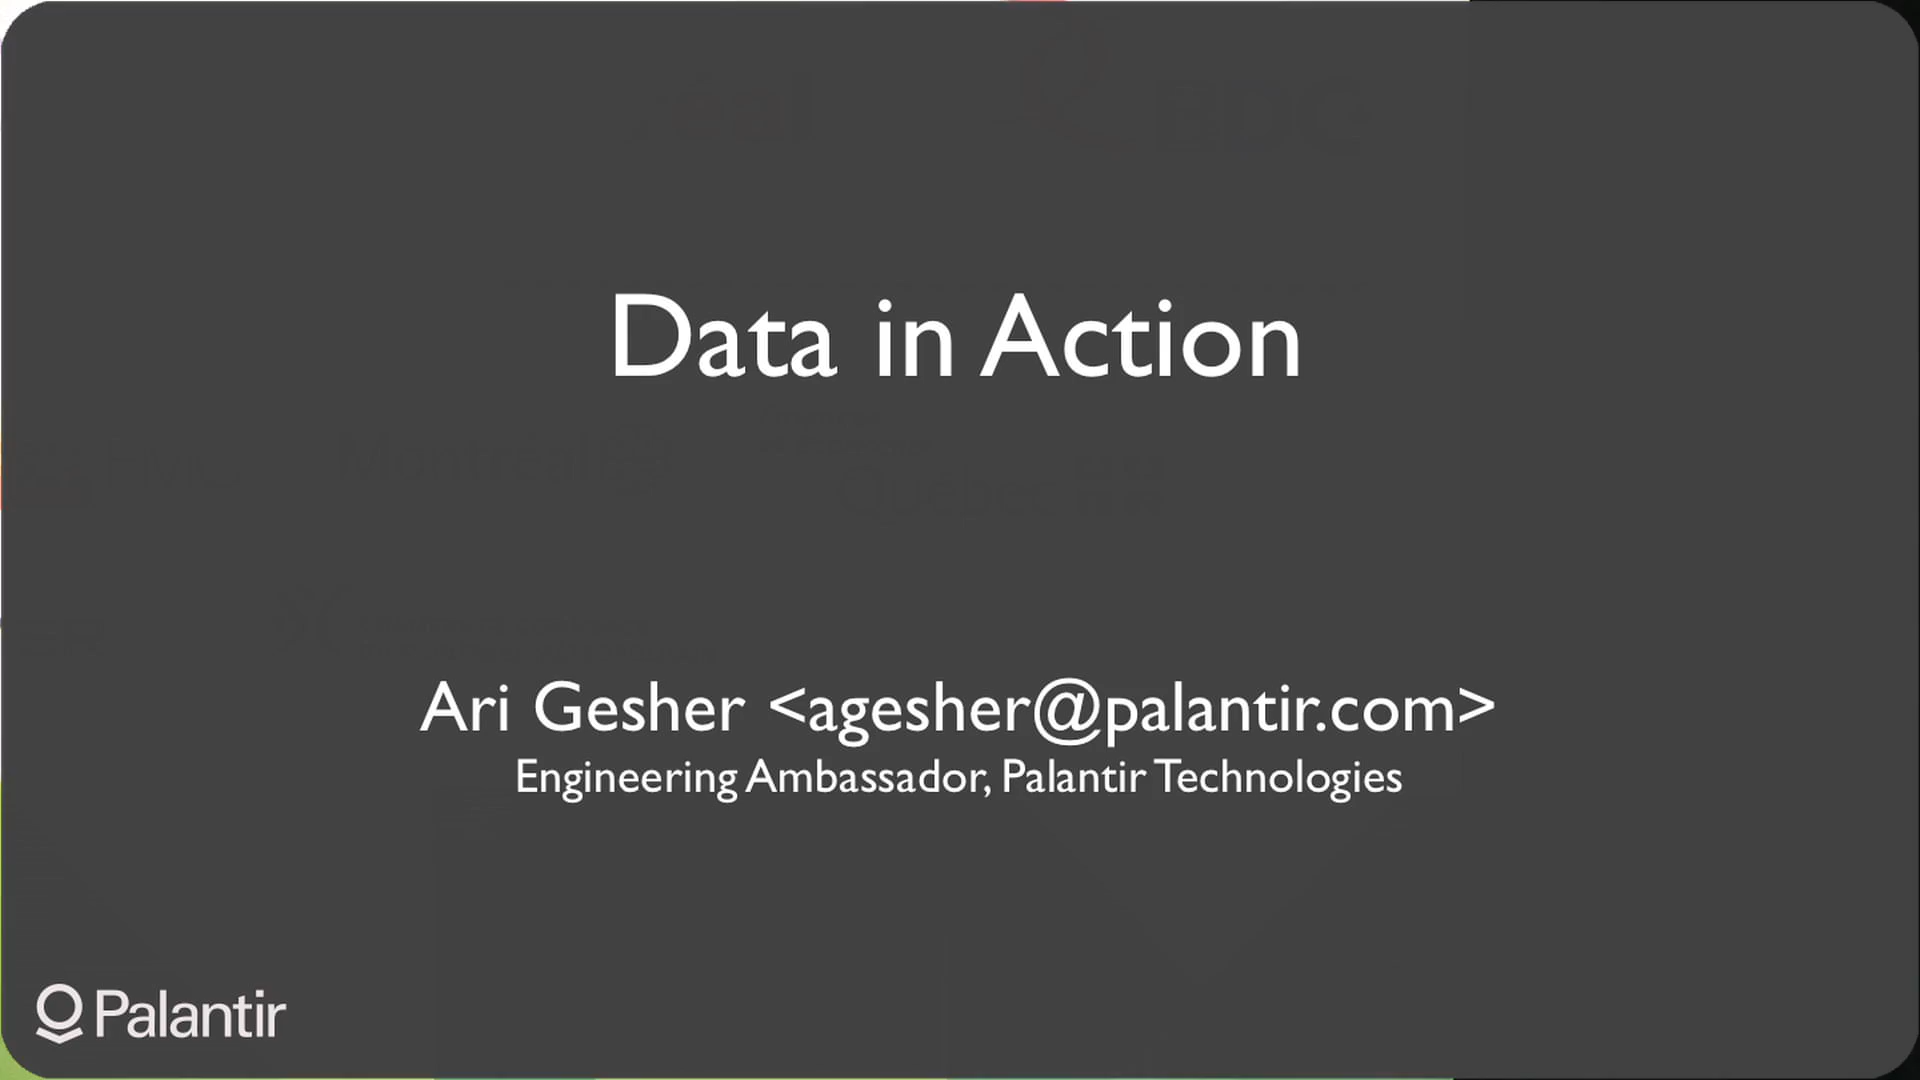 Data in Action
Ari Gesher <agesher@palantir.com>
Engineering Ambassador, Palantir Technologies
Palantir